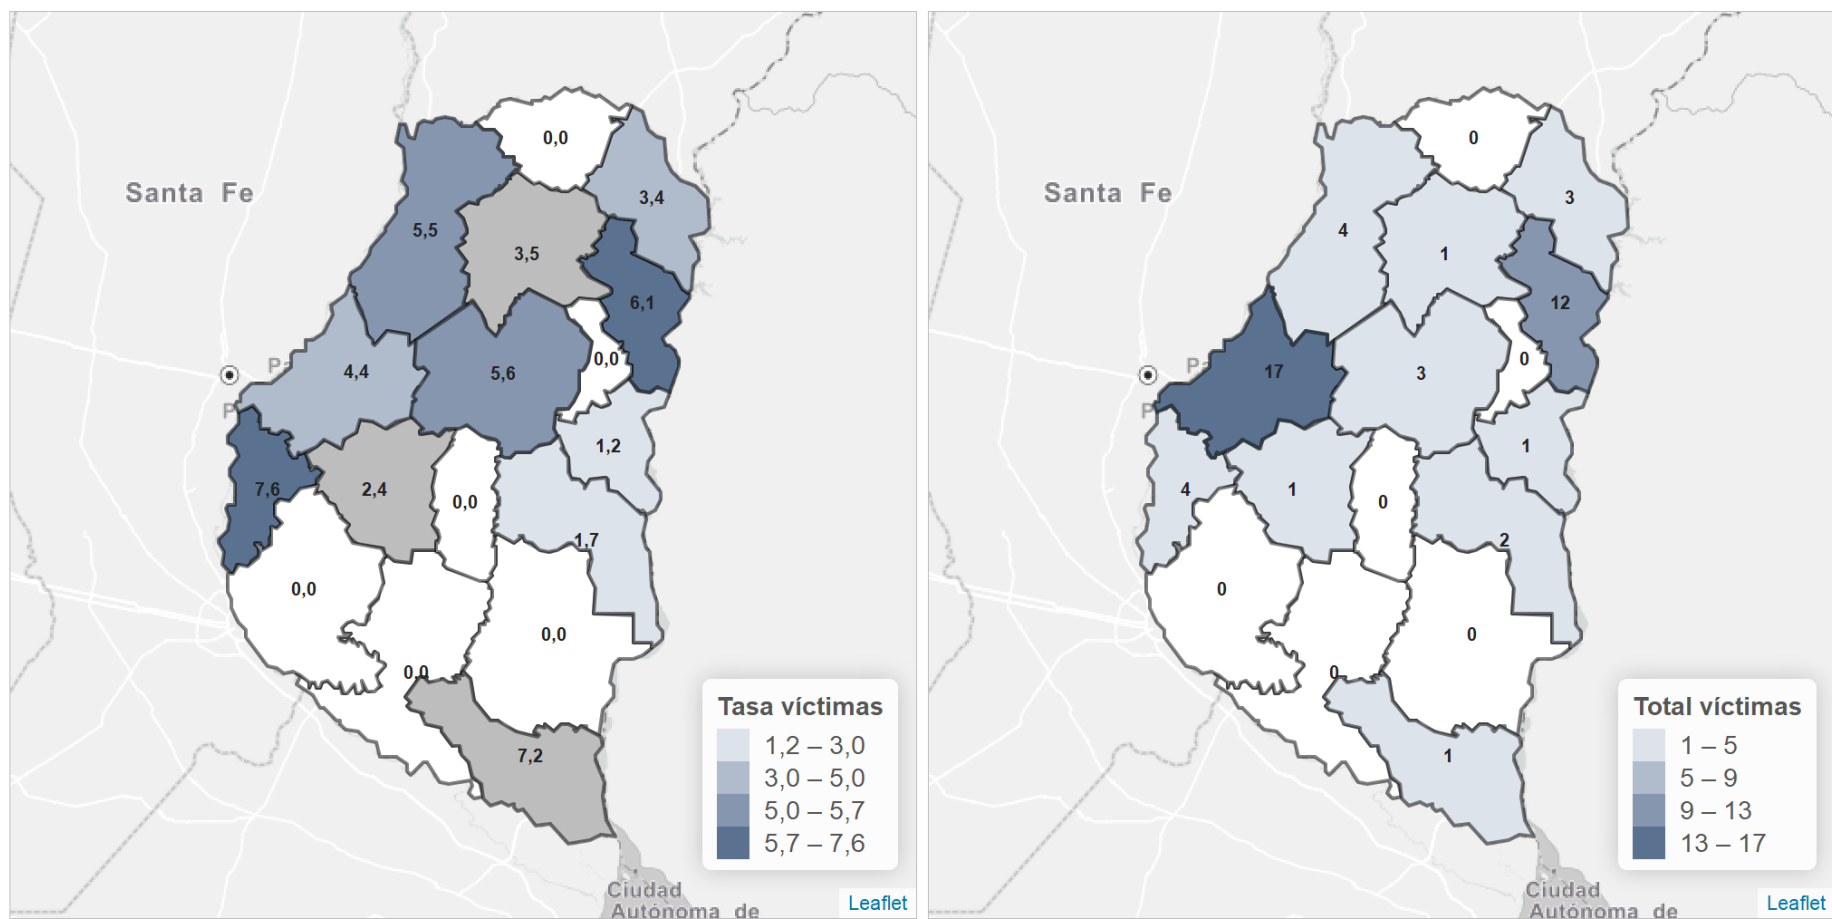 Santa Fe
0,0
3,4
5,5
3,5
6,1
0,0
Pa
4,4
5,6
P
1,2
7,6
2,4
0,0
1,7
0,0
0,0
0,0
7,2
Tasa víctimas
1,2 – 3,0
3,0 – 5,0
5,0 – 5,7
5,7 – 7,6
Ciudad
Autónoma de
Leaflet
Santa Fe
0
3
4
1
12
0
Pa
17
3
P
1
4
1
0
2
0
0
0
1
Total víctimas
1 – 5
5 – 9
9 – 13
13 – 17
Ciudad
Autónoma de
Leaflet